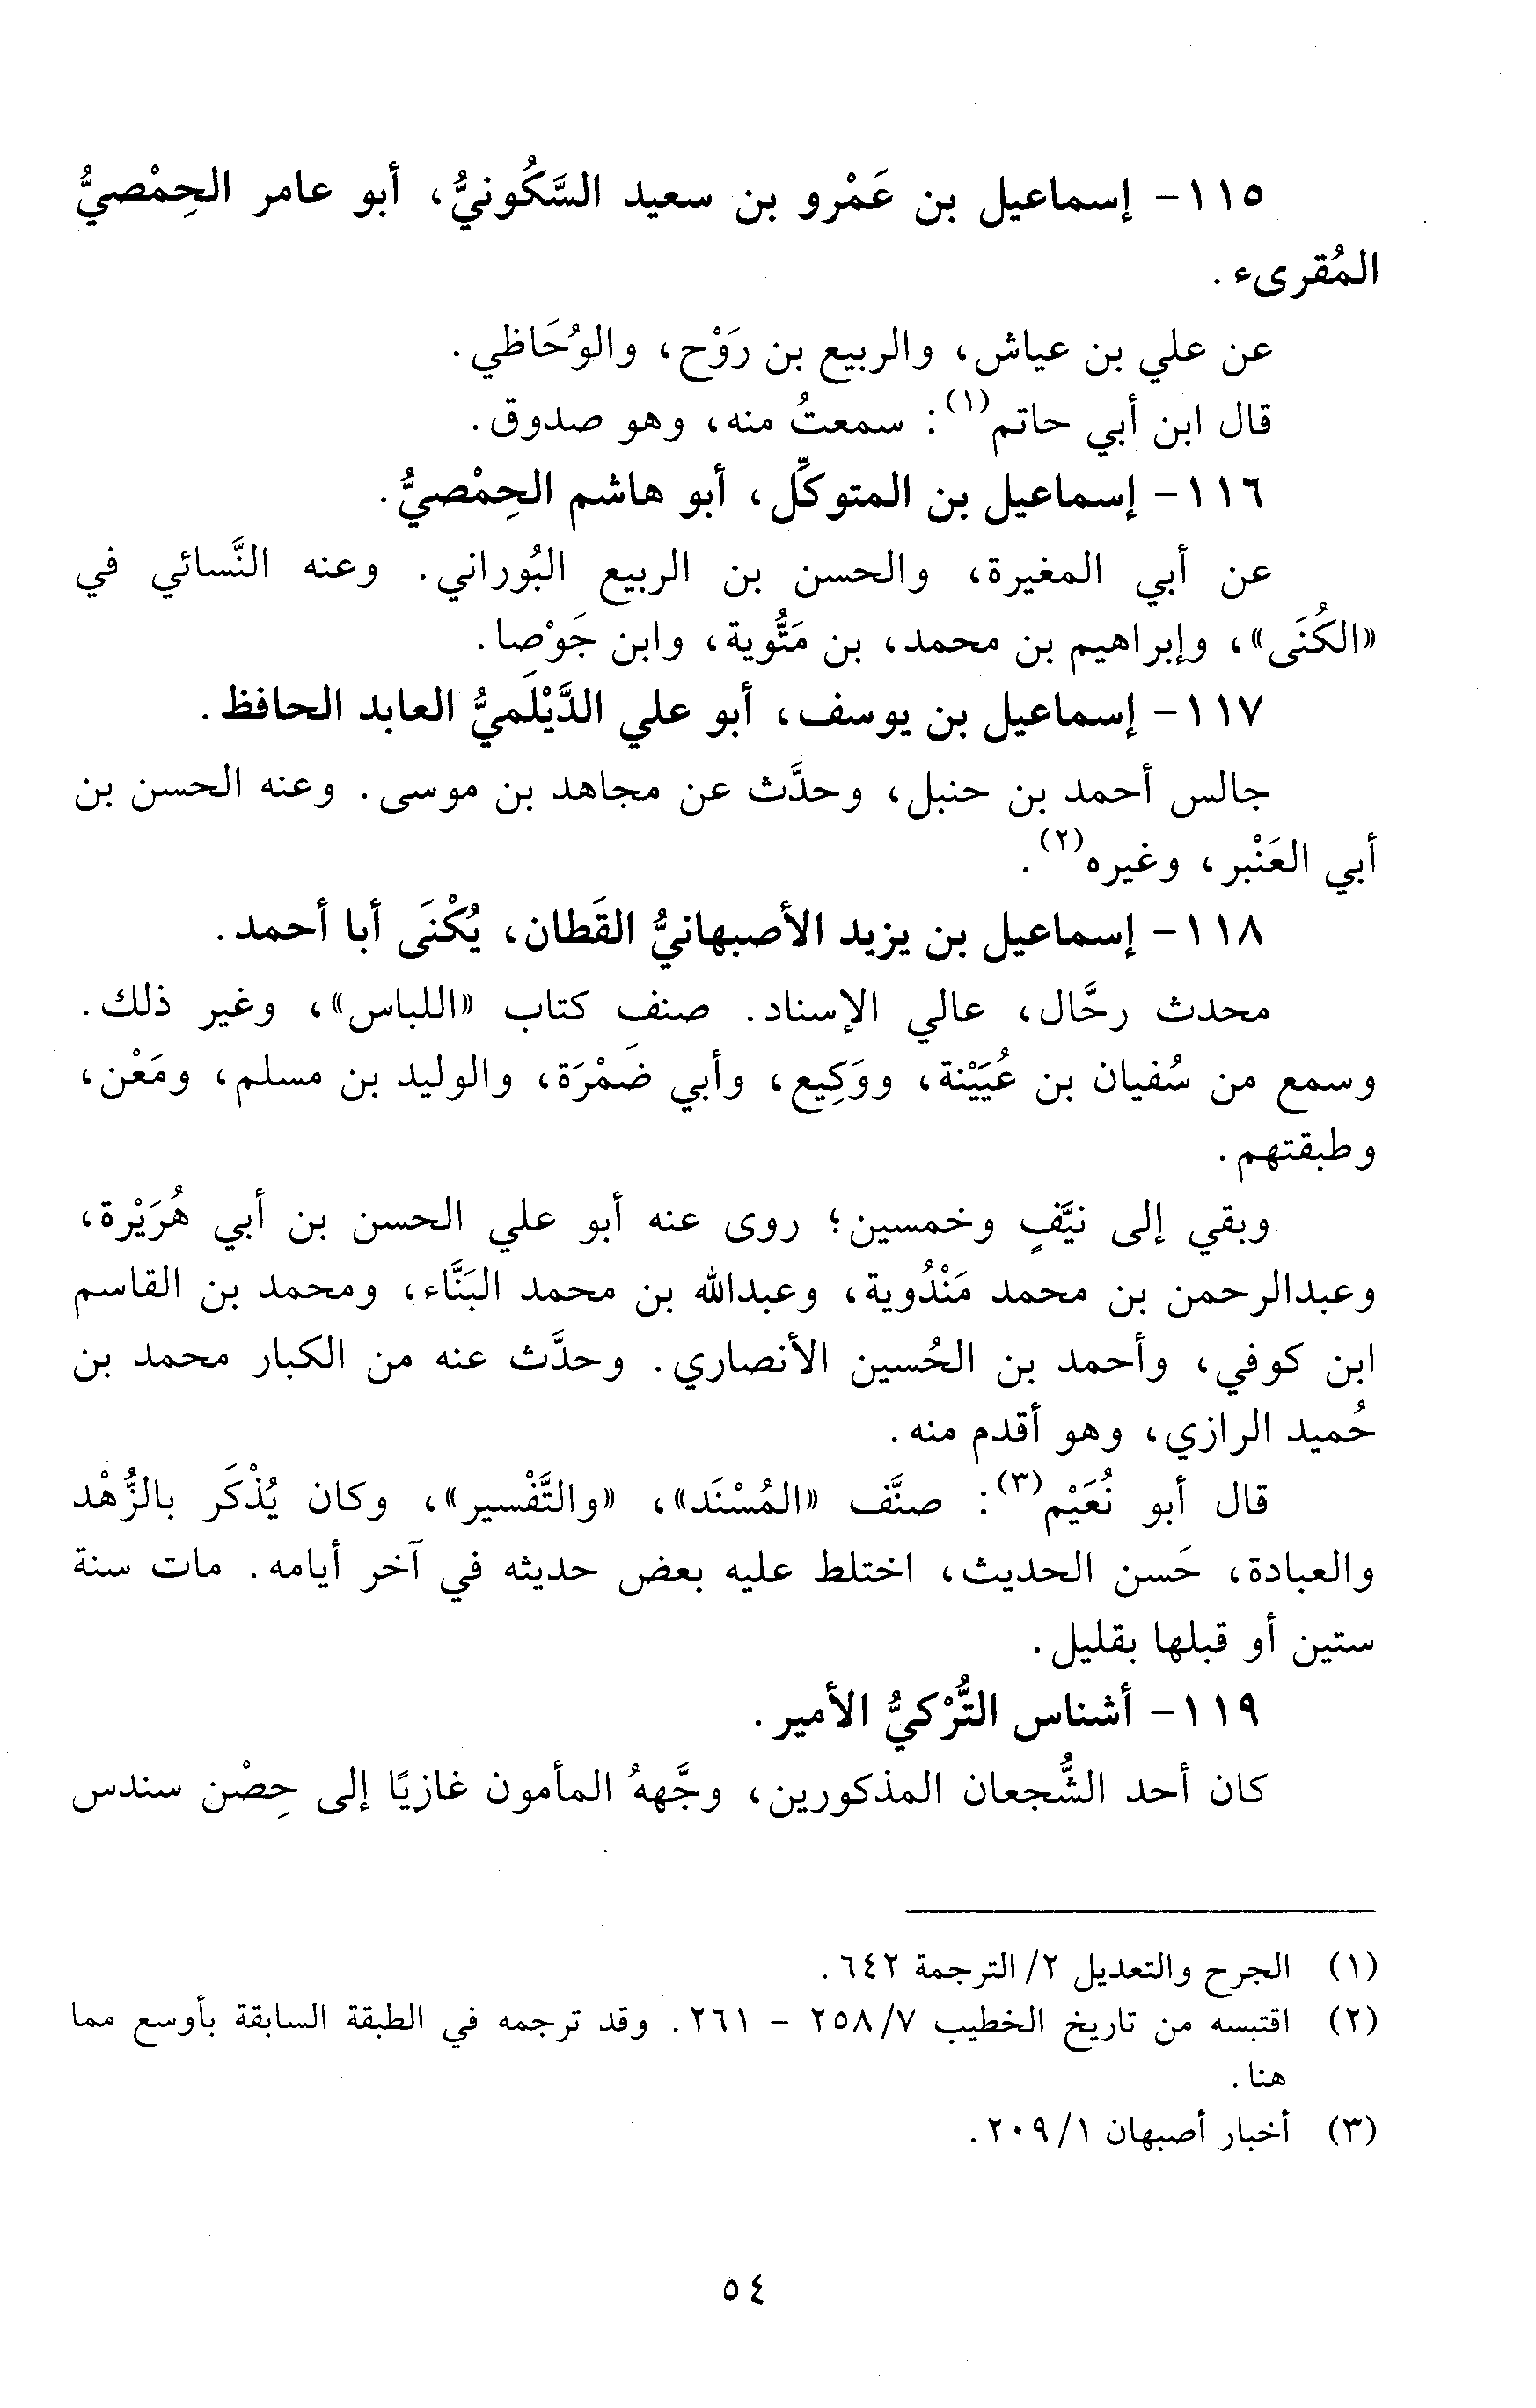 ١١٥- إسماعيل بن عَمْرو بن سعيد السَّكُونيُّ، أبو عامر الحِمْصيُّ
المُقرىء.
عن علي بن عياش، والربيع بن رَوْح، والوُحَاظي.
قال ابن أبي حاتم(١): سمعتُ منه، وهو صدوق.
١١٦- إسماعيل بن المتوكِّل، أبو هاشم الحِمْصيُّ.
عن أبي المغيرة، والحسن بن الربيع البُوراني. وعنه النَّسائي في
«الكُنَى»، وإبراهيم بن محمد، بن مَتُّوية، وابن جَوْصا.
١١٧- إسماعيل بن يوسف، أبو علي الدَّيْلَميُّ العابد الحافظ.
جالس أحمد بن حنبل، وحدَّث عن مجاهد بن موسى. وعنه الحسن بن
أبي العَنْبر، وغيره(٢).
١١٨- إسماعيل بن يزيد الأصبهانيُّ القَطان، يُكْنَى أبا أحمد.
محدث رحَّال، عالي الإسناد. صنف كتاب «اللباس»، وغير ذلك.
وسمع من سُفيان بن عُيَيْنة، ووَكِيع، وأبي ضَمْرَة، والوليد بن مسلم، ومَعْن،
وطبقتهم.
وبقي إلى نيَّفٍ وخمسين؛ روى عنه أبو علي الحسن بن أبي هُرَيْرة،
وعبدالرحمن بن محمد مَنْدُوية، وعبدالله بن محمد البَنَّاء، ومحمد بن القاسم
ابن كوفي، وأحمد بن الحُسين الأنصاري. وحدَّث عنه من الكبار محمد بن
حُميد الرازي، وهو أقدم منه.
قال أبو نُعَيْم(٣): صنَّف «المُسْنَد»، «والتَّفْسير»، وكان يُذْكَر بالزُّهْد
والعبادة، حَسن الحديث، اختلط عليه بعض حديثه في آخر أيامه. مات سنة
ستين أو قبلها بقليل.
١١٩- أشناس التُّرْكيُّ الأمير.
كان أحد الشُّجعان المذكورين، وجَّههُ المأمون غازيًا إلى حِصْن سندس
(١) الجرح والتعديل ٢/ الترجمة ٦٤٢.
(٢) اقتبسه من تاريخ الخطيب ٧/ ٢٥٨ - ٢٦١. وقد ترجمه في الطبقة السابقة بأوسع مما
هنا.
(٣) أخبار أصبهان ١/ ٢٠٩.
٥٤